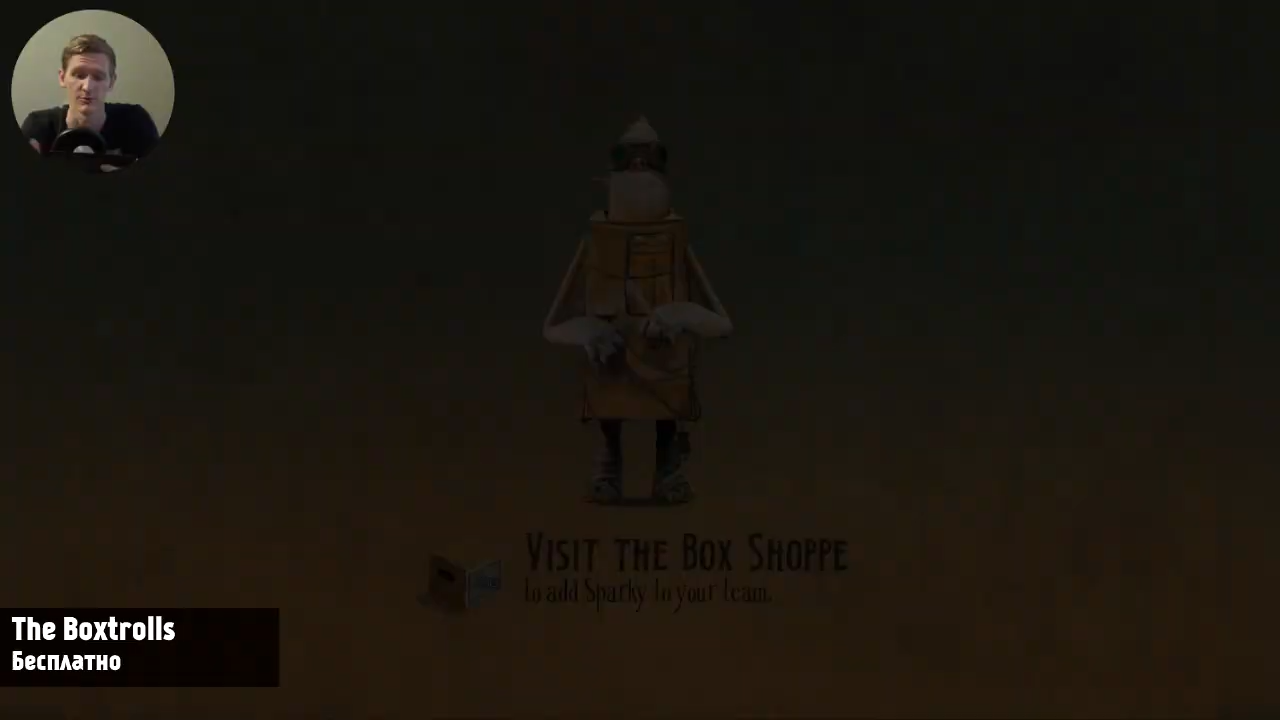 VISIT THE BOX SHOPPE
to add Sparky to your team.
The Boxtrolls
Бесплатно